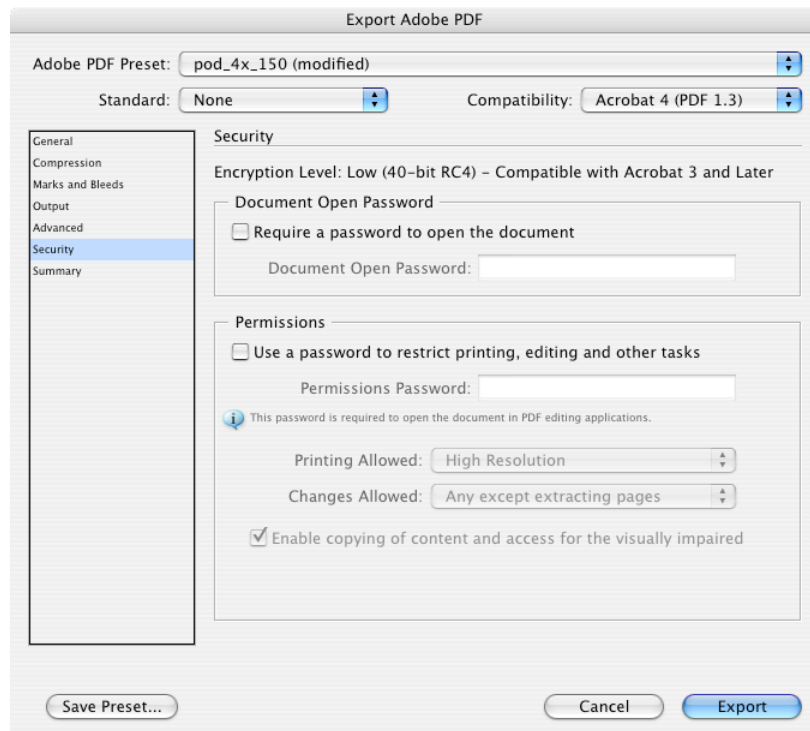 Export Adobe PDF
Adobe PDF Preset: pod_4x_150 (modified)
Standard: None
Compatibility: Acrobat 4 (PDF 1.3)
General
Compression
Marks and Bleeds
Output
Advanced
Security
Summary
Security
Encryption Level: Low (40-bit RC4) – Compatible with Acrobat 3 and Later
Document Open Password
Require a password to open the document
Document Open Password:
Permissions
Use a password to restrict printing, editing and other tasks
Permissions Password:
This password is required to open the document in PDF editing applications.
Printing Allowed: High Resolution
Changes Allowed: Any except extracting pages
Enable copying of content and access for the visually impaired
Save Preset...
Cancel
Export